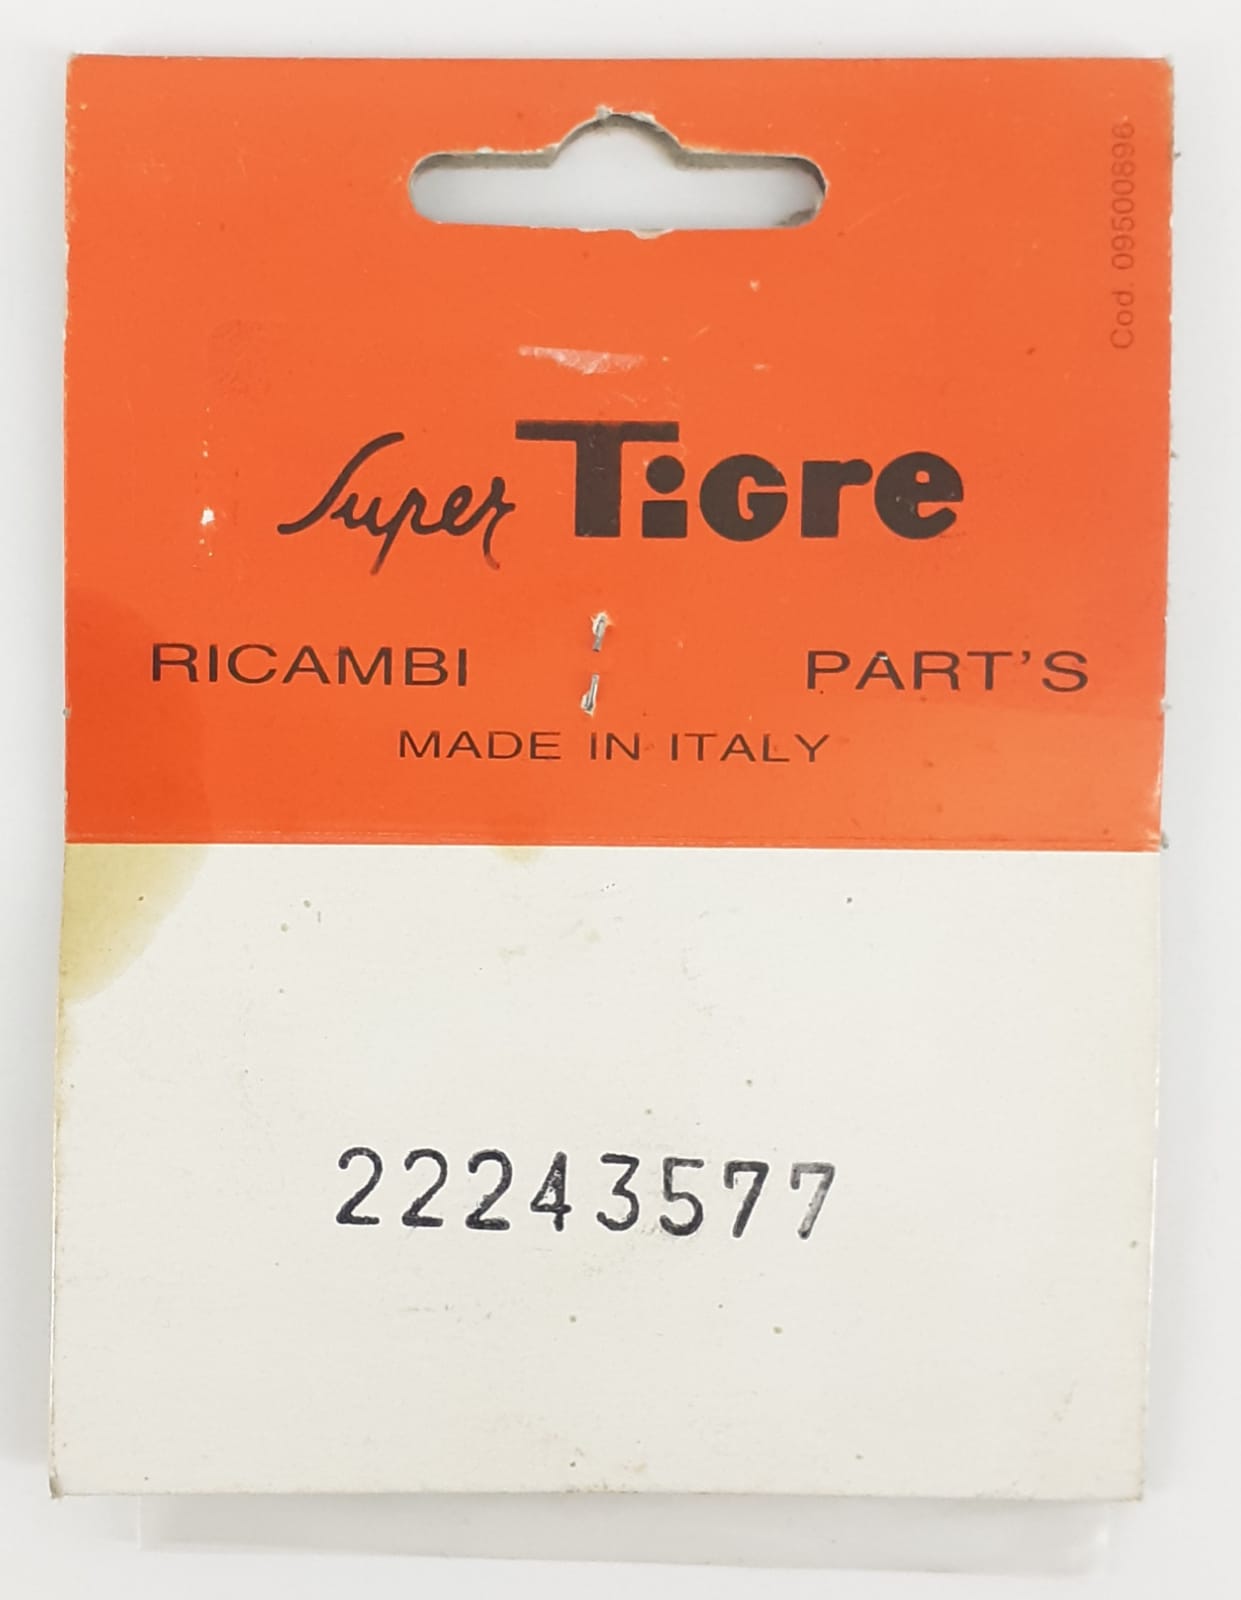 Cod. 09500896
Super TiGre
RICAMBI PART'S
MADE IN ITALY
22243577